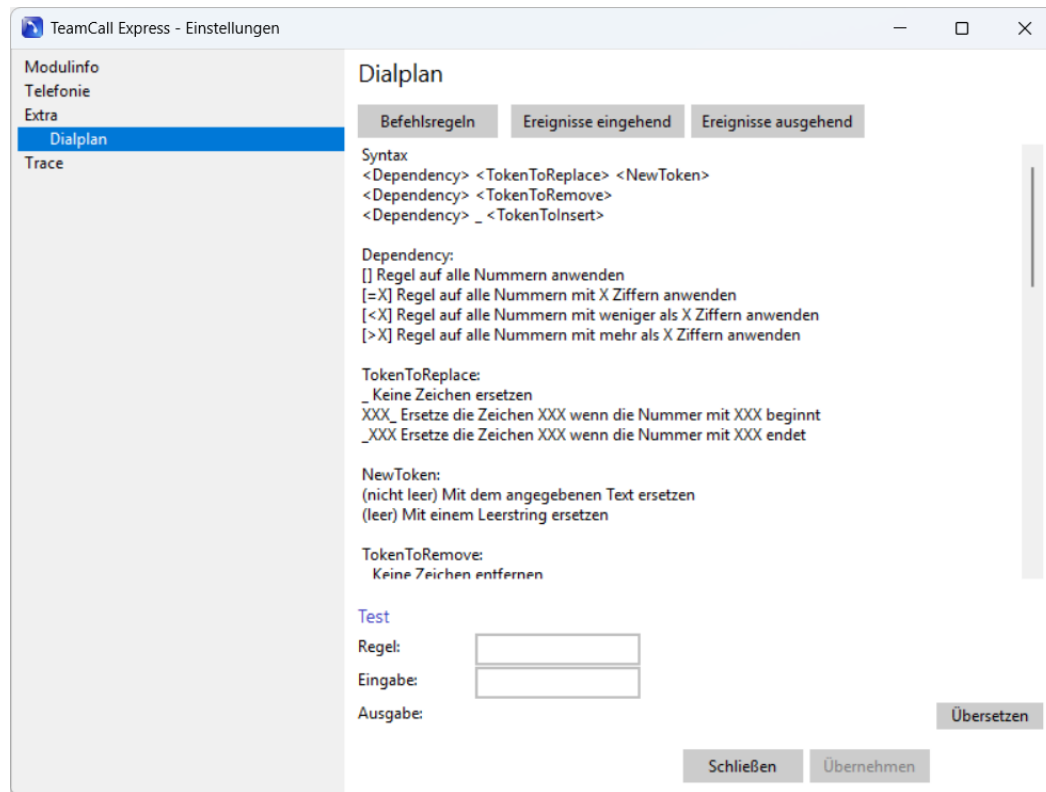 TeamCall Express - Einstellungen
Modulinfo
Telefonie
Extra
Dialplan
Trace
Dialplan
Befehlsregeln
Ereignisse eingehend
Ereignisse ausgehend
Syntax
<Dependency> <TokenToReplace> <NewToken>
<Dependency> <TokenToRemove>
<Dependency> _ <TokenToInsert>
Dependency:
[] Regel auf alle Nummern anwenden
[=X] Regel auf alle Nummern mit X Ziffern anwenden
[<X] Regel auf alle Nummern mit weniger als X Ziffern anwenden
[>X] Regel auf alle Nummern mit mehr als X Ziffern anwenden
TokenToReplace:
_ Keine Zeichen ersetzen
XXX_ Ersetze die Zeichen XXX wenn die Nummer mit XXX beginnt
_XXX Ersetze die Zeichen XXX wenn die Nummer mit XXX endet
NewToken:
(nicht leer) Mit dem angegebenen Text ersetzen
(leer) Mit einem Leerstring ersetzen
TokenToRemove:
Keine Zeichen entfernen
Test
Regel:
Eingabe:
Ausgabe:
Übersetzen
Schließen
Übernehmen